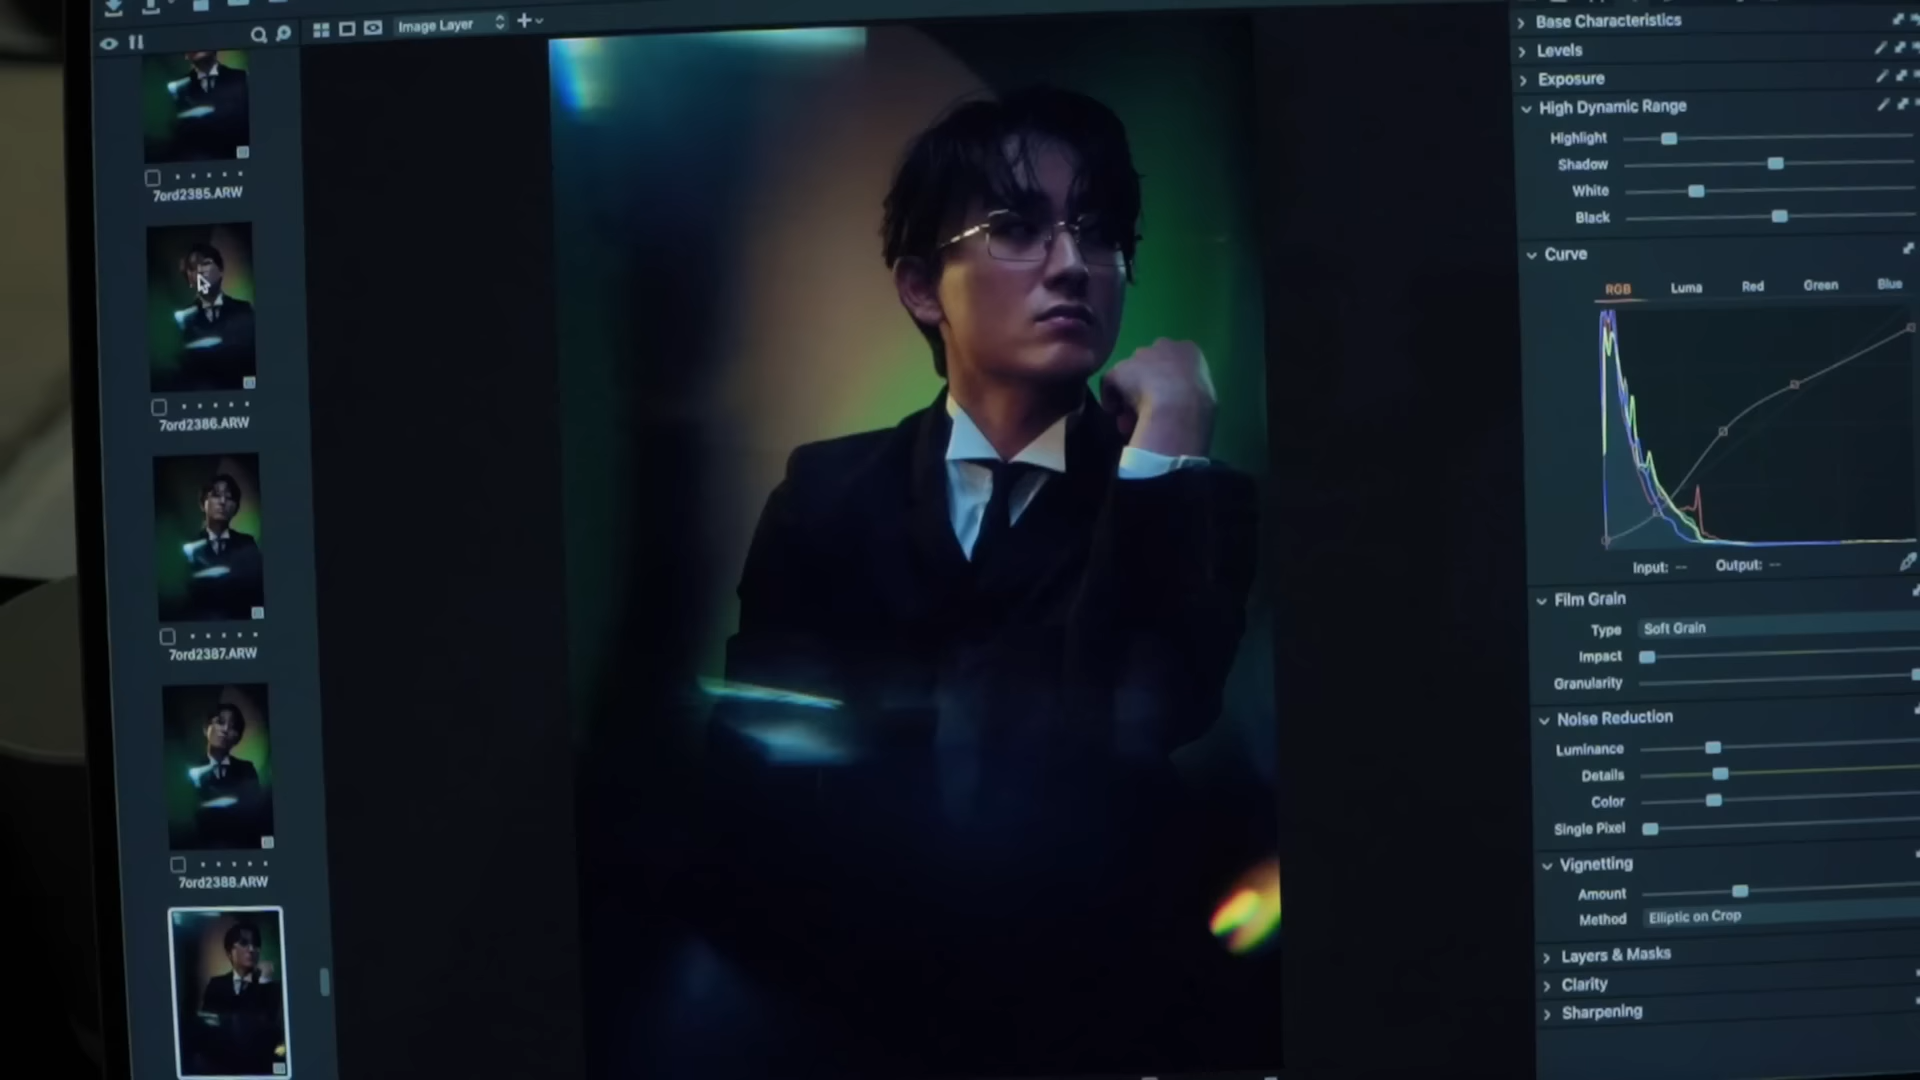 Image Layer
7ord2385.ARW
7ord2386.ARW
7ord2387.ARW
7ord2388.ARW
Base Characteristics
Levels
Exposure
High Dynamic Range
Highlight
Shadow
White
Black
Curve
RGB Luma Red Green Blue
Input: -- Output: --
Film Grain
Type Soft Grain
Impact
Granularity
Noise Reduction
Luminance
Details
Color
Single Pixel
Vignetting
Amount
Method Elliptic on Crop
Layers & Masks
Clarity
Sharpening